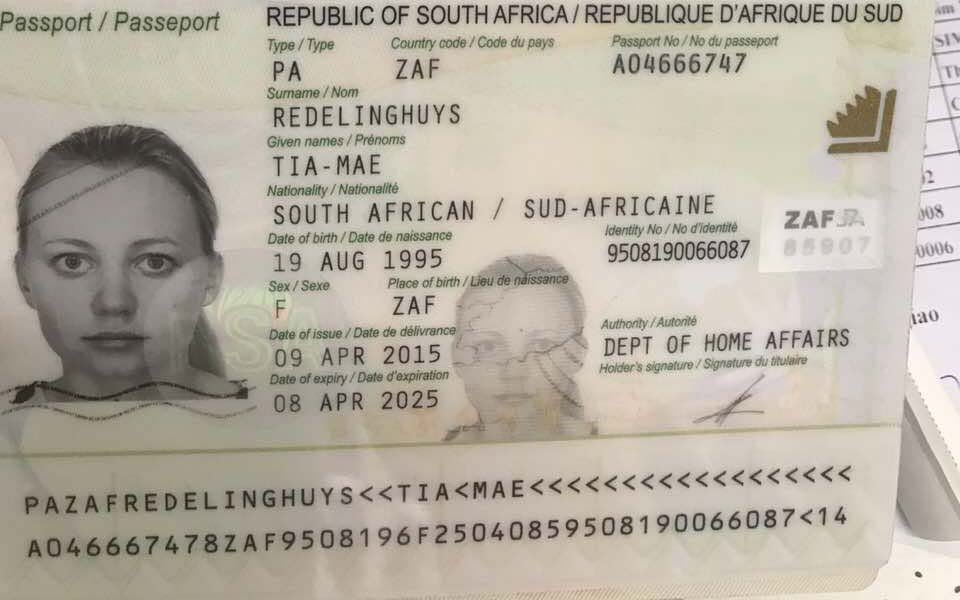 Passport / Passeport
REPUBLIC OF SOUTH AFRICA / REPUBLIQUE D'AFRIQUE DU SUD
Type / Type Country code / Code du pays Passport No / No du passeport
PA ZAF A04666747
Surname / Nom
REDELINGHUYS
Given names / Prénoms
TIA-MAE
Nationality / Nationalité
SOUTH AFRICAN / SUD-AFRICAINE
Date of birth / Date de naissance Identity No / No d'identité
19 AUG 1995 9508190066087
Sex / Sexe Place of birth / Lieu de naissance
F ZAF
Date of issue / Date de délivrance Authority / Autorité
09 APR 2015 DEPT OF HOME AFFAIRS
Date of expiry / Date d'expiration Holder's signature / Signature du titulaire
08 APR 2025
PAZAFREDELINGHUYS<<TIA<MAE<<<<<<<<<<<<<<<<<<
A046667478ZAF9508196F25040859508190066087<14
ZAF
008
0006